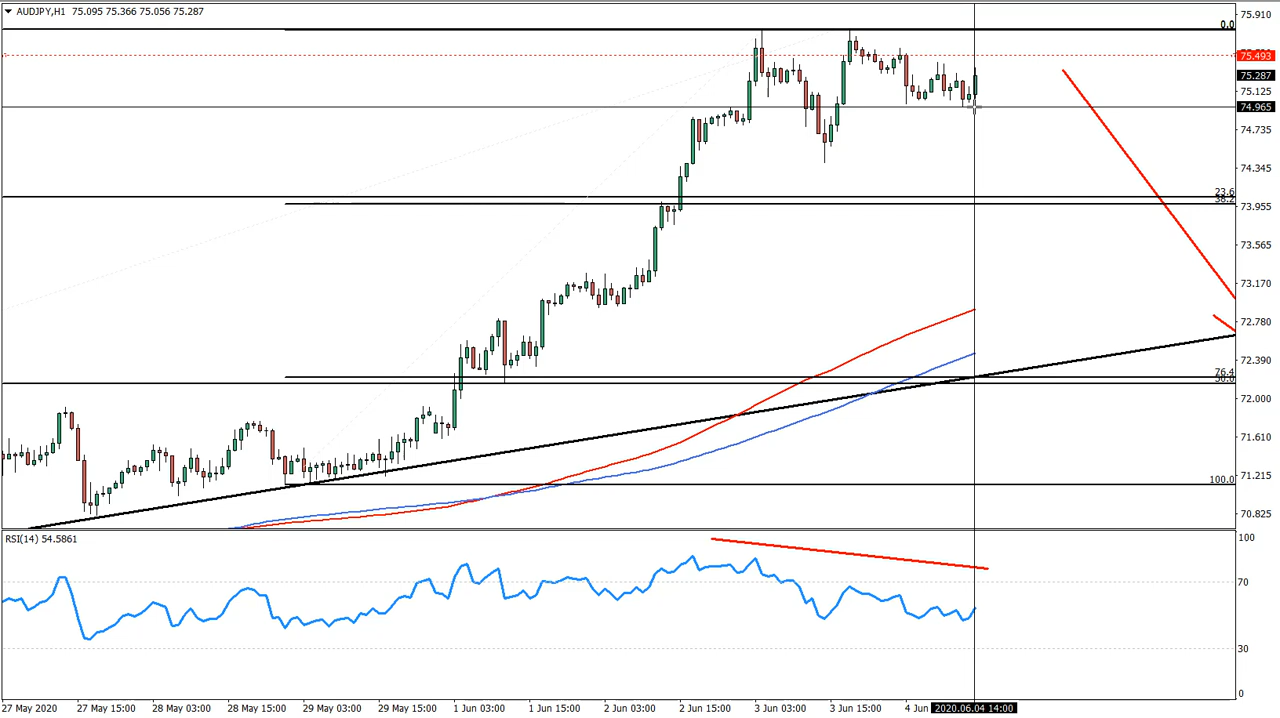 AUDJPY,H1 75.095 75.366 75.056 75.287
75.910
0.0
75.493
75.287
75.125
74.965
74.735
74.345
23.6
38.2
73.955
73.565
73.170
72.780
72.390
76.4
50.0
72.000
71.610
100.0
71.215
70.825
RSI(14) 54.5861
100
70
30
0
27 May 2020
27 May 15:00
28 May 03:00
28 May 15:00
29 May 03:00
29 May 15:00
1 Jun 03:00
1 Jun 15:00
2 Jun 03:00
2 Jun 15:00
3 Jun 03:00
3 Jun 15:00
4 Jun
2020.06.04 14:00